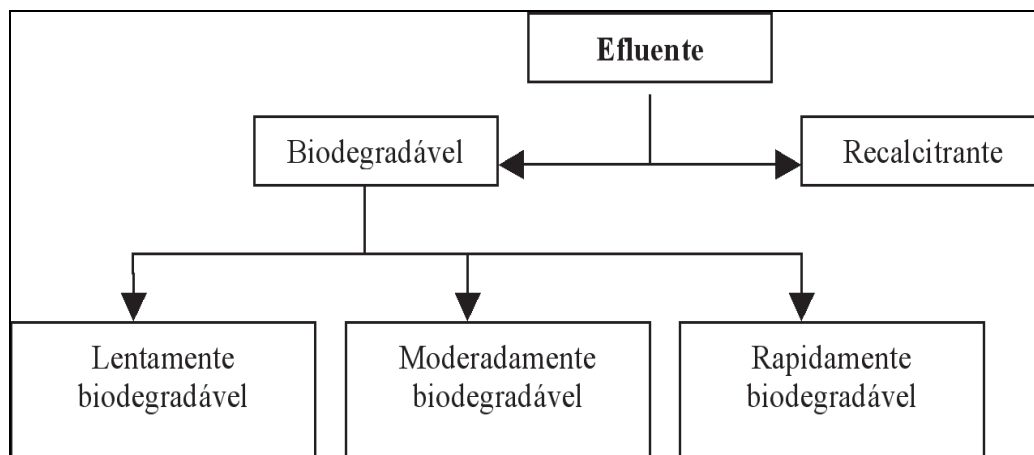 Efluente
Biodegradável
Recalcitrante
Lentamente
biodegradável
Moderadamente
biodegradável
Rapidamente
biodegradável